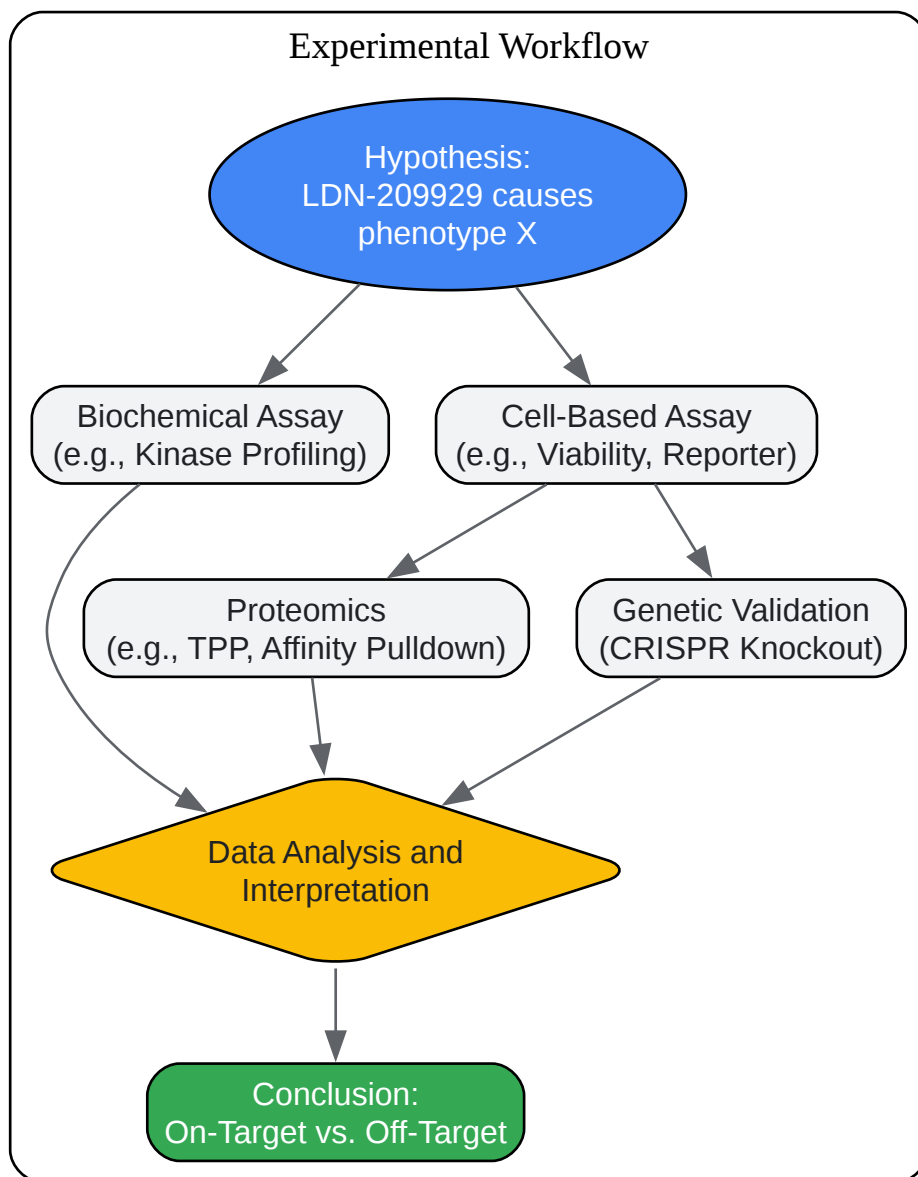 Experimental Workflow
Hypothesis:
LDN-209929 causes
phenotype X
Biochemical Assay
(e.g., Kinase Profiling)
Cell-Based Assay
(e.g., Viability, Reporter)
Proteomics
(e.g., TPP, Affinity Pulldown)
Genetic Validation
(CRISPR Knockout)
Data Analysis and
Interpretation
Conclusion:
On-Target vs. Off-Target